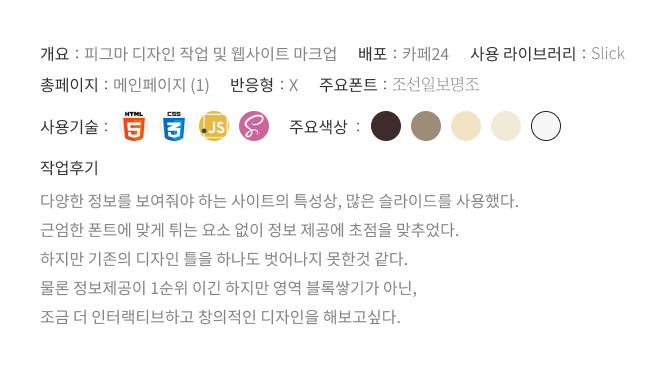 개요 : 피그마 디자인 작업 및 웹사이트 마크업 배포 : 카페24 사용 라이브러리 : Slick
총페이지 : 메인페이지 (1) 반응형 : X 주요폰트 : 조선일보명조
사용기술 : HTML 5 CSS 3 .JS S 주요색상 :
작업후기
다양한 정보를 보여줘야 하는 사이트의 특성상, 많은 슬라이드를 사용했다.
근엄한 폰트에 맞게 튀는 요소 없이 정보 제공에 초점을 맞추었다.
하지만 기존의 디자인 틀을 하나도 벗어나지 못한것 같다.
물론 정보제공이 1순위 이긴 하지만 영역 블록쌓기가 아닌,
조금 더 인터랙티브하고 창의적인 디자인을 해보고싶다.